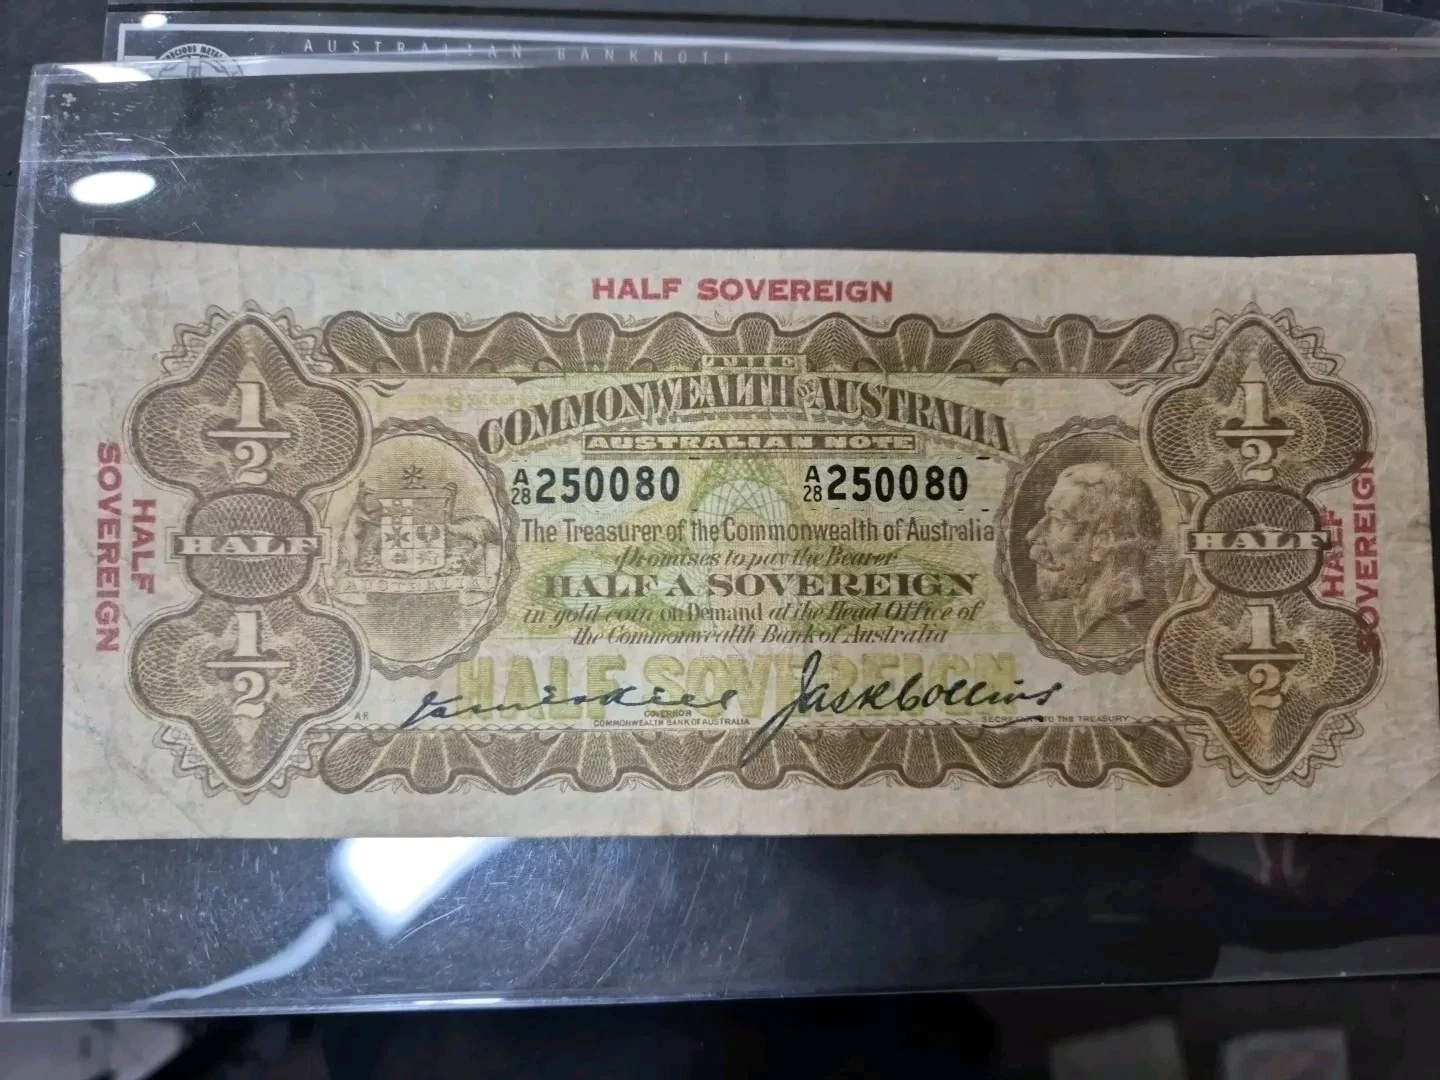 AUSTRALIAN BANKNOTE
HALF SOVEREIGN
THE
COMMONWEALTH OF AUSTRALIA
AUSTRALIAN NOTE
A/28 250080 A/28 250080
The Treasurer of the Commonwealth of Australia
Promises to pay the Bearer
HALF A SOVEREIGN
in gold coin on Demand at the Head Office of
the Commonwealth Bank of Australia
HALF SOVEREIGN
Jas R Collins
GOVERNOR
COMMONWEALTH BANK OF AUSTRALIA
SECRETARY TO THE TREASURY
1/2
HALF
1/2
AUSTRALIA
HALF
SOVEREIGN
1/2
HALF
1/2
HALF
SOVEREIGN